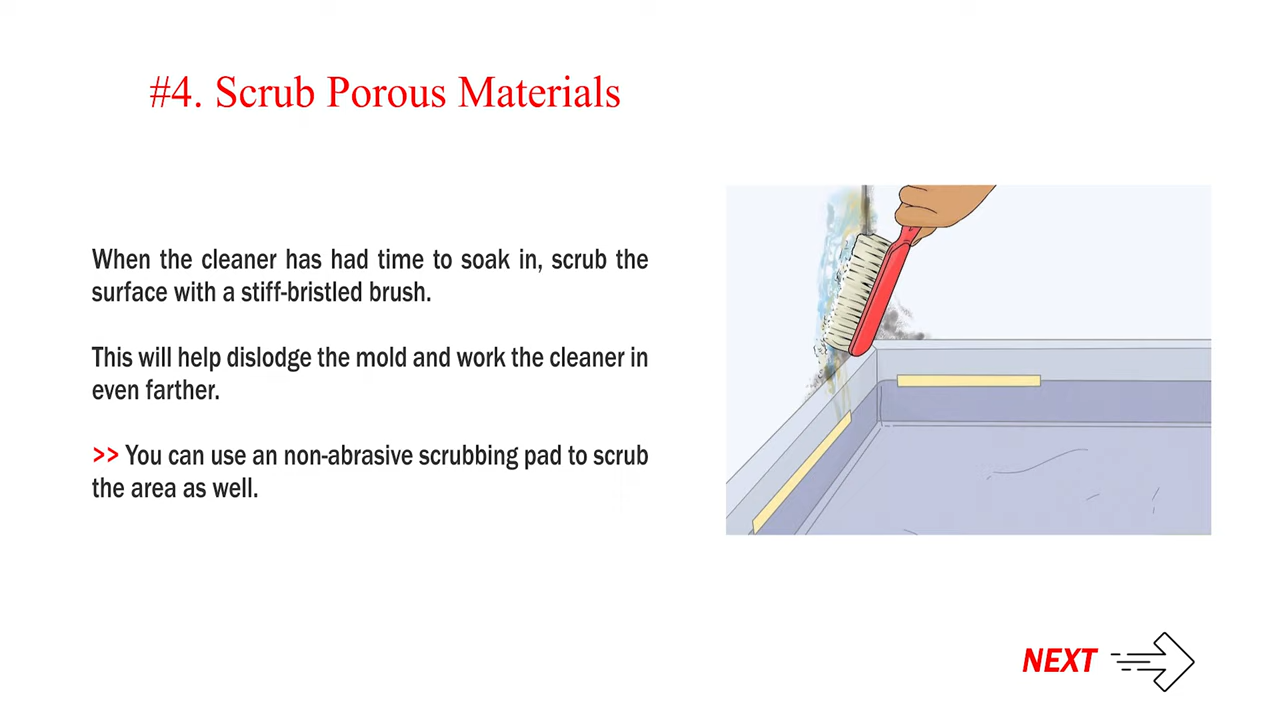 #4. Scrub Porous Materials
When the cleaner has had time to soak in, scrub the
surface with a stiff-bristled brush.
This will help dislodge the mold and work the cleaner in
even farther.
>> You can use an non-abrasive scrubbing pad to scrub
the area as well.
NEXT